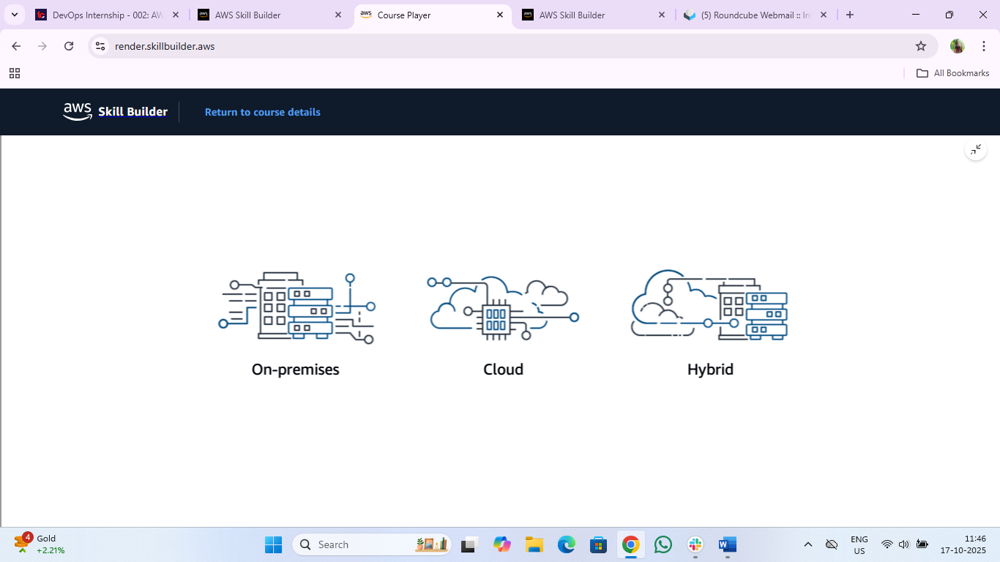 DevOps Internship - 002: AW
AWS Skill Builder
Course Player
AWS Skill Builder
(5) Roundcube Webmail :: In
render.skillbuilder.aws
All Bookmarks
aws Skill Builder
Return to course details
On-premises
Cloud
Hybrid
4
Gold
+2.21%
Search
ENG
US
11:46
17-10-2025